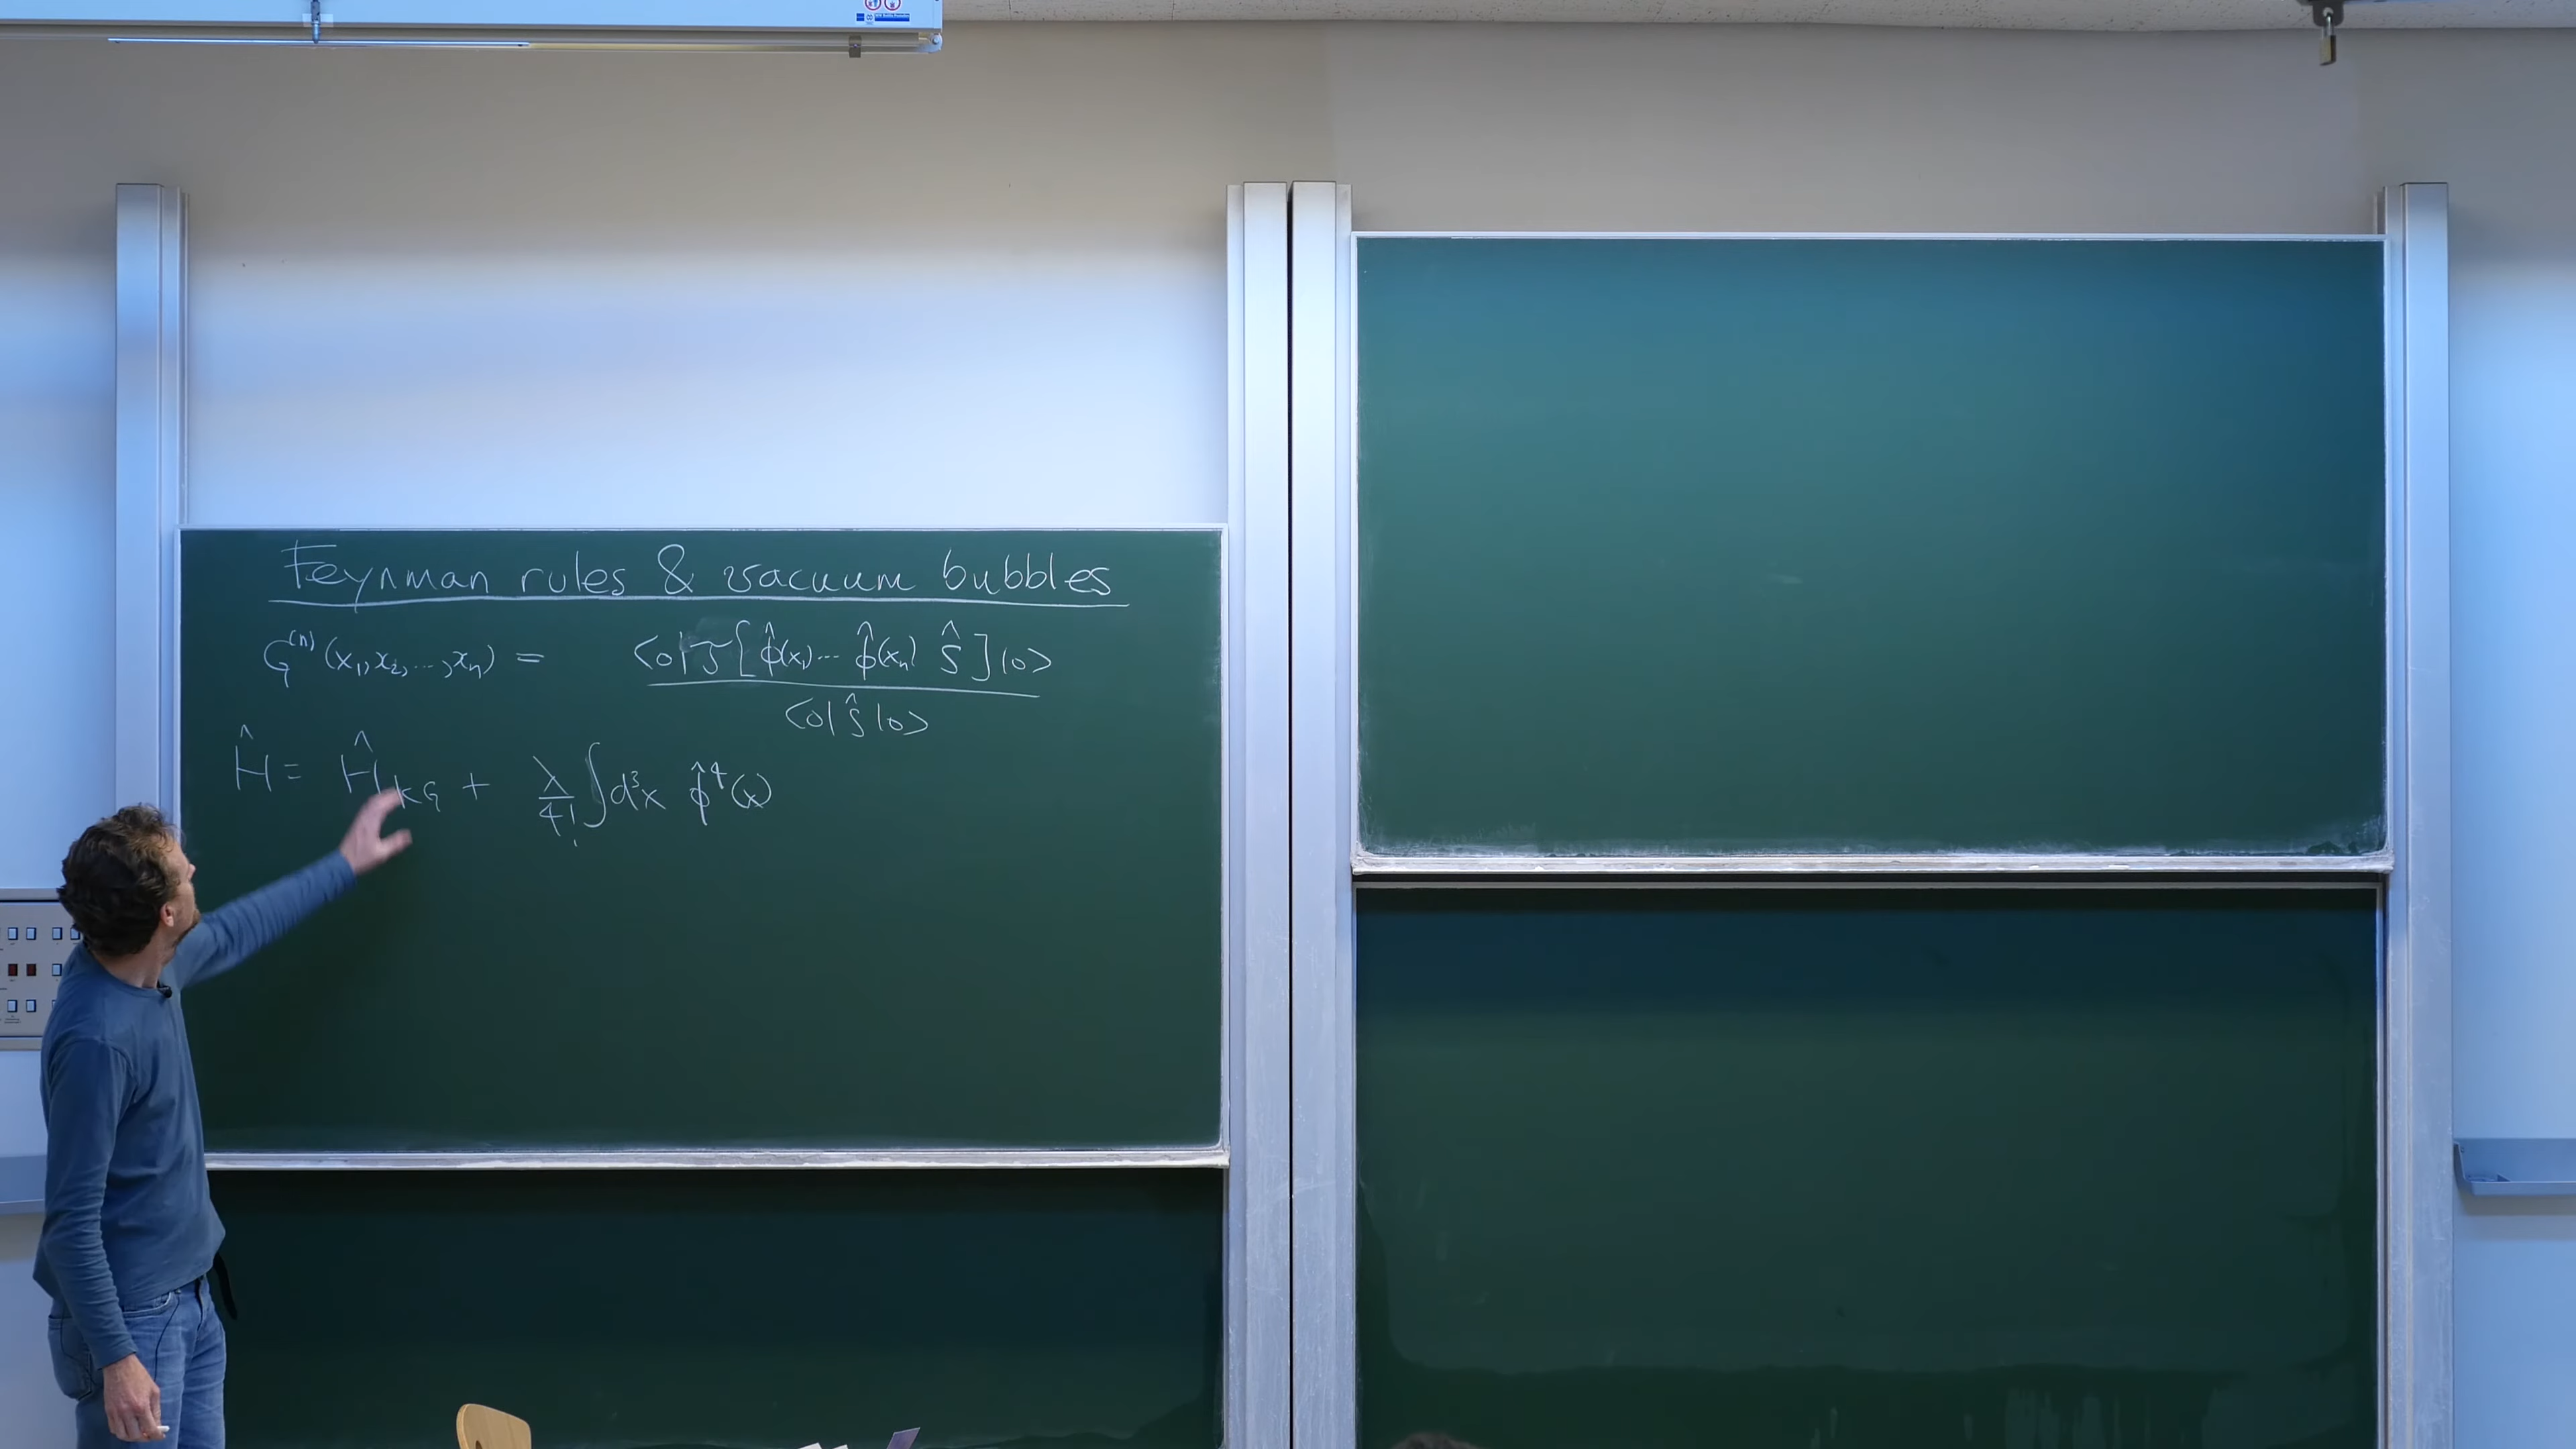 Feynman rules & vacuum bubbles
G⁽ⁿ⁾(x₁,x₂,...,xₙ) = <0|T[φ̂(x₁)... φ̂(xₙ) Ŝ]|0> / <0|Ŝ|0>
Ĥ = Ĥ_KG + λ/4! ∫d³x φ̂⁴(x)